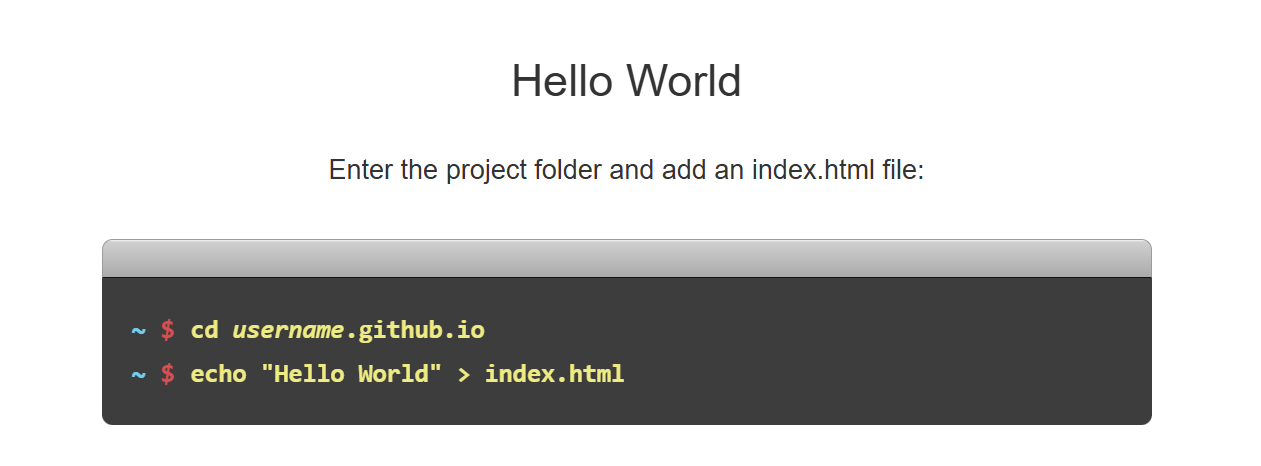 Hello World
Enter the project folder and add an index.html file:
~ $ cd username.github.io
~ $ echo "Hello World" > index.html